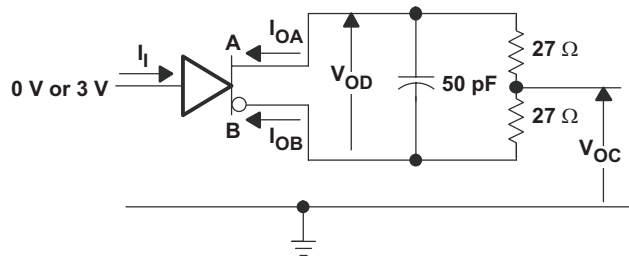 I_OA
A
I_I
27 Ω
0 V or 3 V
V_OD
50 pF
27 Ω
B
I_OB
V_OC